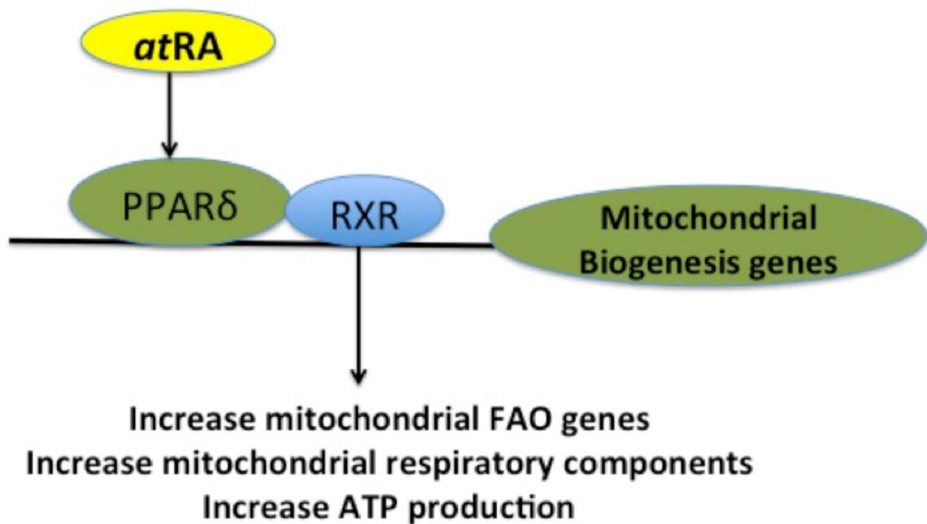 atRA
PPARδ
RXR
Mitochondrial
Biogenesis genes
Increase mitochondrial FAO genes
Increase mitochondrial respiratory components
Increase ATP production